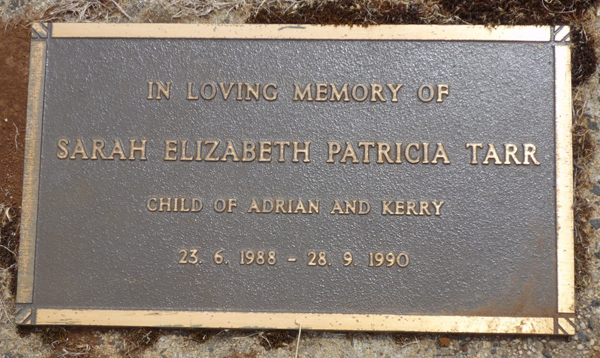 IN LOVING MEMORY OF
SARAH ELIZABETH PATRICIA TARR
CHILD OF ADRIAN AND KERRY
23. 6. 1988 - 28. 9. 1990